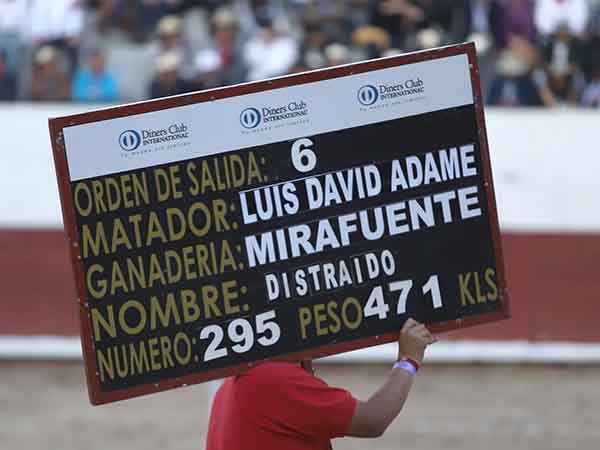 Diners Club INTERNATIONAL Diners Club INTERNATIONAL Diners Club INTERNATIONAL
ORDEN DE SALIDA: 6
MATADOR: LUIS DAVID ADAME
GANADERIA: MIRAFUENTE
NOMBRE: DISTRAIDO
NUMERO: 295 PESO 471 KLS.